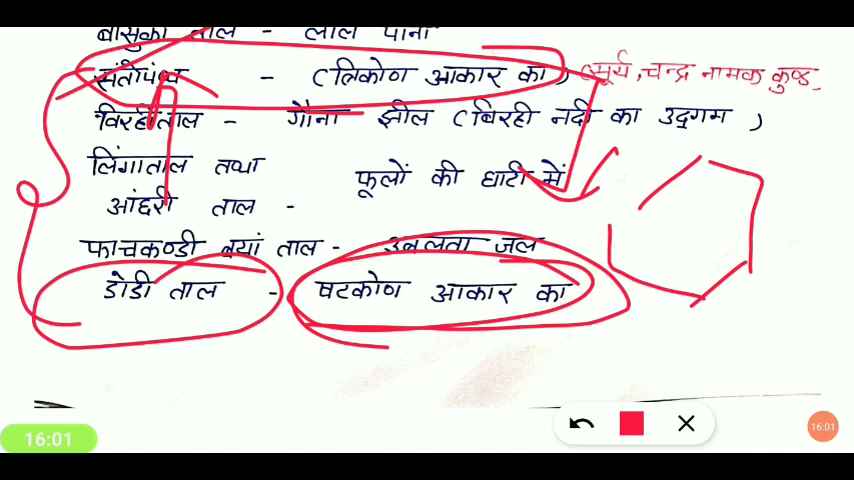 बासुकी ताल - लाल पानी
संतोपंथ - (त्रिकोण आकार का) (सूर्य, चन्द्र नामक कुण्ड
विरहीताल - गौना झील (बिरही नदी का उद्गम)
लिंगाताल तथा
फूलों की घाटी में
आंछरी ताल -
फाचकण्डी बयां ताल - उबलता जल
डोडी ताल - षटकोण आकार का
16:01
16:01